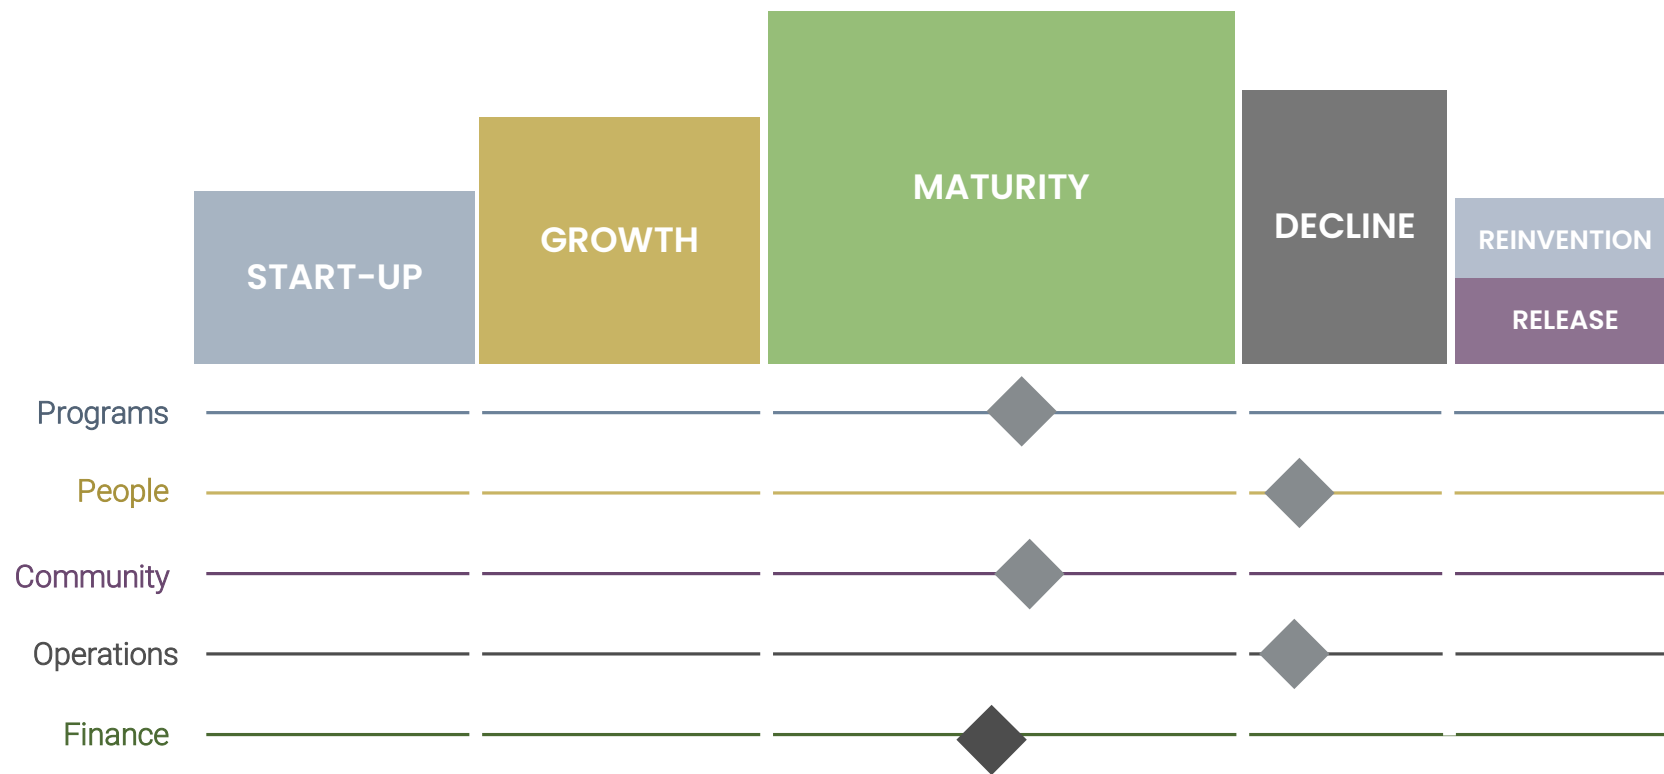 START-UP
GROWTH
MATURITY
DECLINE
REINVENTION
RELEASE
Programs
People
Community
Operations
Finance